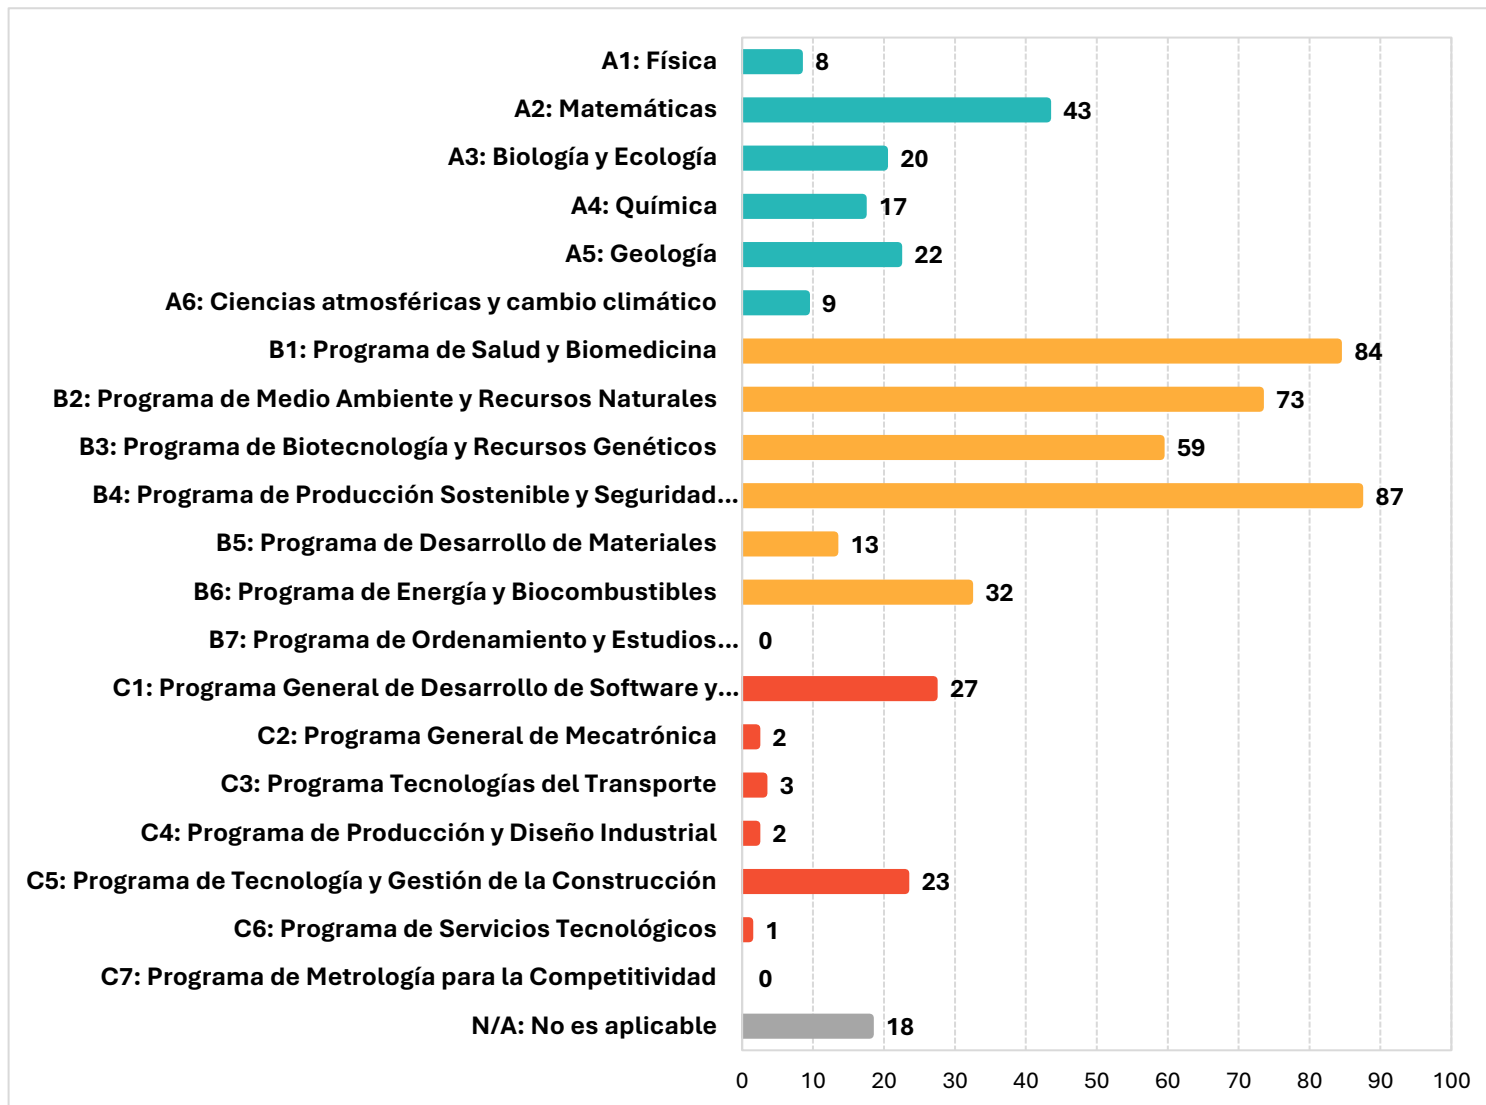 A1: Física 8
A2: Matemáticas 43
A3: Biología y Ecología 20
A4: Química 17
A5: Geología 22
A6: Ciencias atmosféricas y cambio climático 9
B1: Programa de Salud y Biomedicina 84
B2: Programa de Medio Ambiente y Recursos Naturales 73
B3: Programa de Biotecnología y Recursos Genéticos 59
B4: Programa de Producción Sostenible y Seguridad... 87
B5: Programa de Desarrollo de Materiales 13
B6: Programa de Energía y Biocombustibles 32
B7: Programa de Ordenamiento y Estudios... 0
C1: Programa General de Desarrollo de Software y... 27
C2: Programa General de Mecatrónica 2
C3: Programa Tecnologías del Transporte 3
C4: Programa de Producción y Diseño Industrial 2
C5: Programa de Tecnología y Gestión de la Construcción 23
C6: Programa de Servicios Tecnológicos 1
C7: Programa de Metrología para la Competitividad 0
N/A: No es aplicable 18
0 10 20 30 40 50 60 70 80 90 100